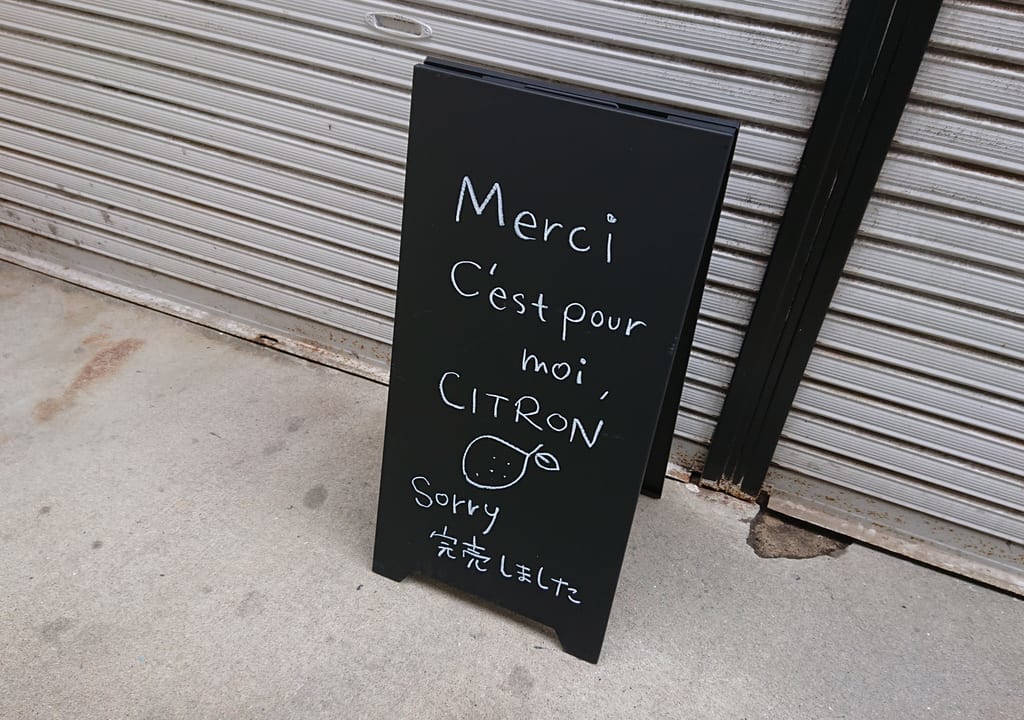 Merci
C'est pour
moi,
CITRON
Sorry
完売しました